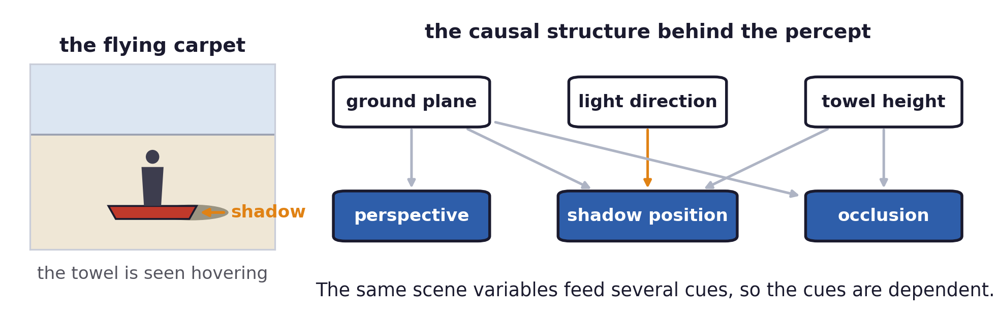 the flying carpet
shadow
the towel is seen hovering
the causal structure behind the percept
ground plane
light direction
towel height
perspective
shadow position
occlusion
The same scene variables feed several cues, so the cues are dependent.